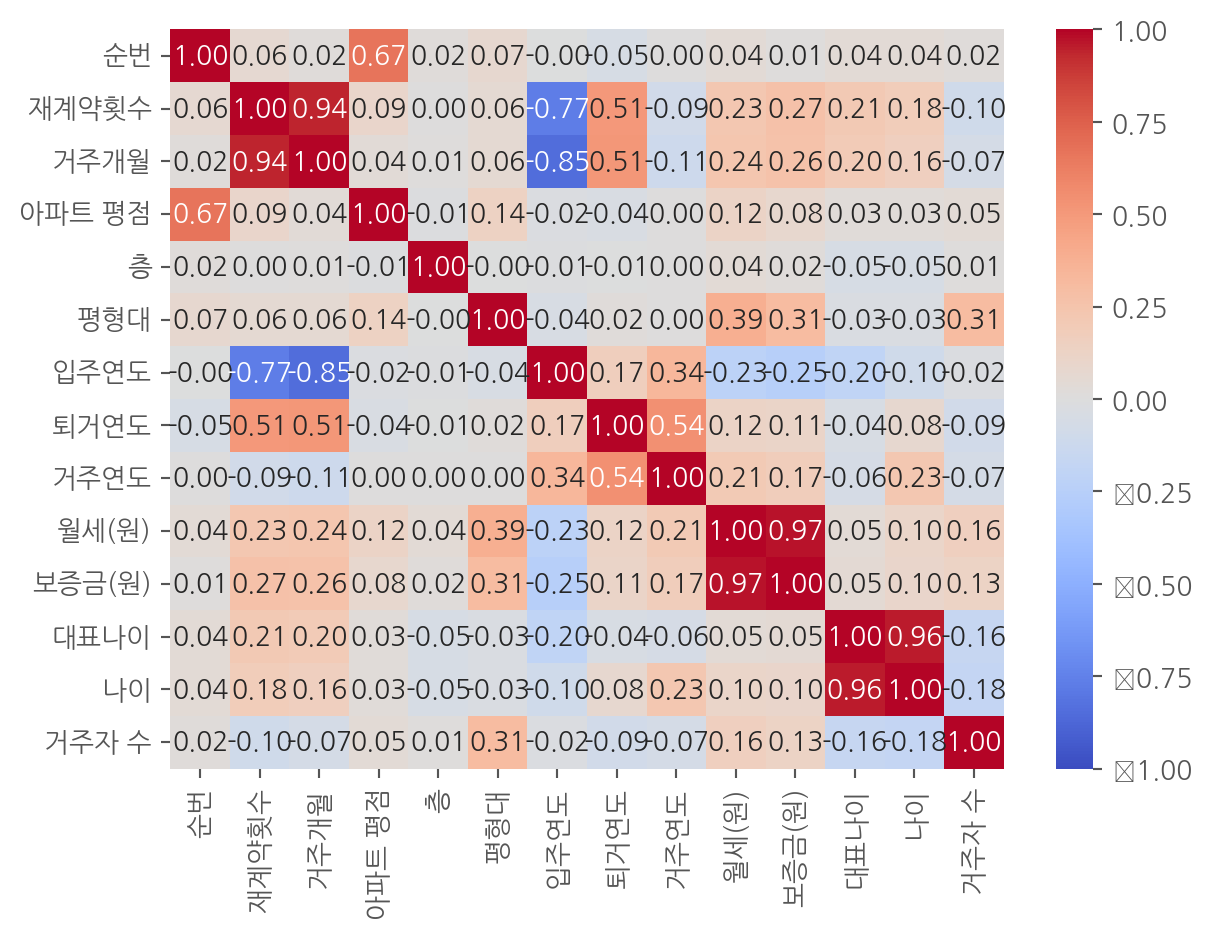 순번 1.00 0.06 0.02 0.67 0.02 0.07 -0.00 -0.05 0.00 0.04 0.01 0.04 0.04 0.02
재계약횟수 0.06 1.00 0.94 0.09 0.00 0.06 -0.77 0.51 -0.09 0.23 0.27 0.21 0.18 -0.10
거주개월 0.02 0.94 1.00 0.04 0.01 0.06 -0.85 0.51 -0.11 0.24 0.26 0.20 0.16 -0.07
아파트 평점 0.67 0.09 0.04 1.00 -0.01 0.14 -0.02 -0.04 0.00 0.12 0.08 0.03 0.03 0.05
층 0.02 0.00 0.01 -0.01 1.00 -0.00 -0.01 -0.01 0.00 0.04 0.02 -0.05 -0.05 0.01
평형대 0.07 0.06 0.06 0.14 -0.00 1.00 -0.04 0.02 0.00 0.39 0.31 -0.03 -0.03 0.31
입주연도 -0.00 -0.77 -0.85 -0.02 -0.01 -0.04 1.00 0.17 0.34 -0.23 -0.25 -0.20 -0.10 -0.02
퇴거연도 -0.05 0.51 0.51 -0.04 -0.01 0.02 0.17 1.00 0.54 0.12 0.11 -0.04 0.08 -0.09
거주연도 0.00 -0.09 -0.11 0.00 0.00 0.00 0.34 0.54 1.00 0.21 0.17 -0.06 0.23 -0.07
월세(원) 0.04 0.23 0.24 0.12 0.04 0.39 -0.23 0.12 0.21 1.00 0.97 0.05 0.10 0.16
보증금(원) 0.01 0.27 0.26 0.08 0.02 0.31 -0.25 0.11 0.17 0.97 1.00 0.05 0.10 0.13
대표나이 0.04 0.21 0.20 0.03 -0.05 -0.03 -0.20 -0.04 -0.06 0.05 0.05 1.00 0.96 -0.16
나이 0.04 0.18 0.16 0.03 -0.05 -0.03 -0.10 0.08 0.23 0.10 0.10 0.96 1.00 -0.18
거주자 수 0.02 -0.10 -0.07 0.05 0.01 0.31 -0.02 -0.09 -0.07 0.16 0.13 -0.16 -0.18 1.00
순번 재계약횟수 거주개월 아파트 평점 층 평형대 입주연도 퇴거연도 거주연도 월세(원) 보증금(원) 대표나이 나이 거주자 수
1.00
0.75
0.50
0.25
0.00
0.25
0.50
0.75
1.00